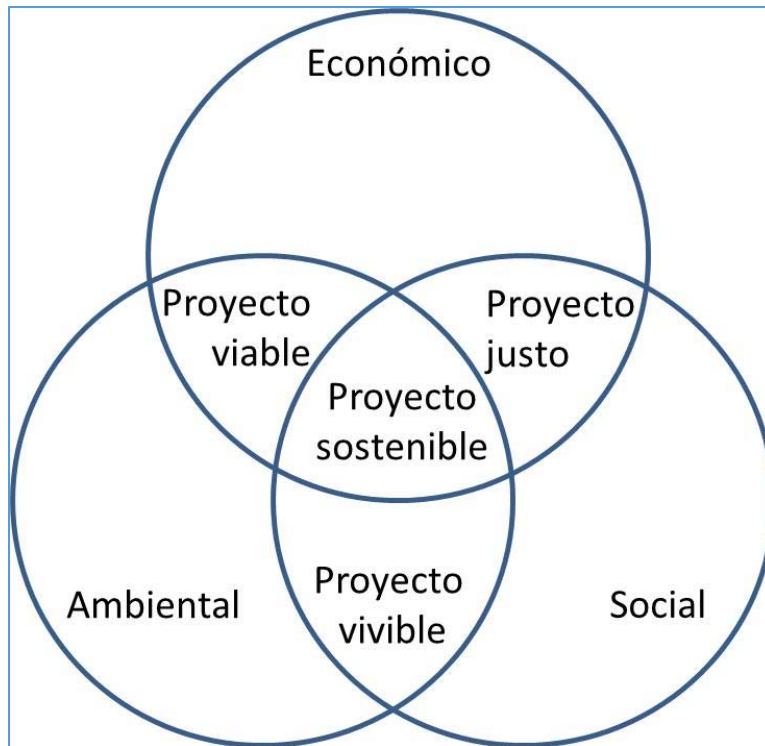 Económico
Proyecto
viable
Proyecto
justo
Proyecto
sostenible
Ambiental
Proyecto
vivible
Social